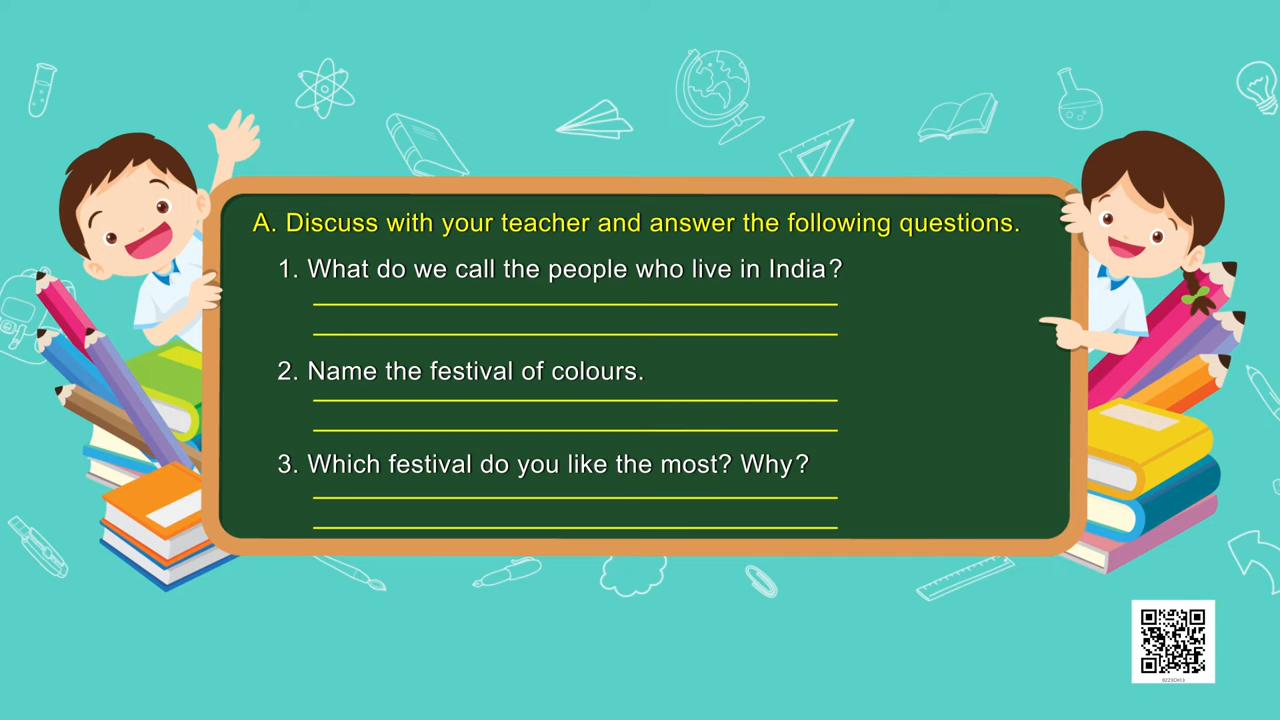 A. Discuss with your teacher and answer the following questions.
1. What do we call the people who live in India?
2. Name the festival of colours.
3. Which festival do you like the most? Why?